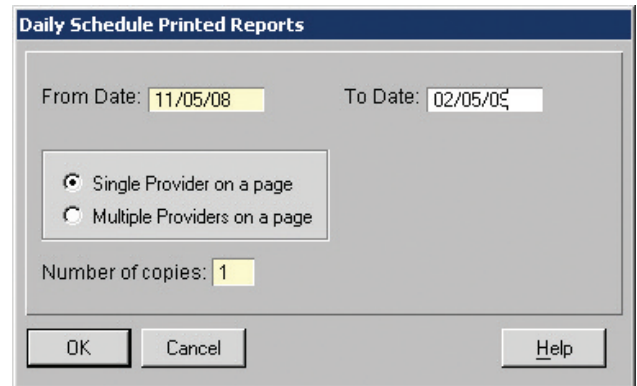 Daily Schedule Printed Reports
From Date: 11/05/08 To Date: 02/05/09
Single Provider on a page
Multiple Providers on a page
Number of copies: 1
OK Cancel Help